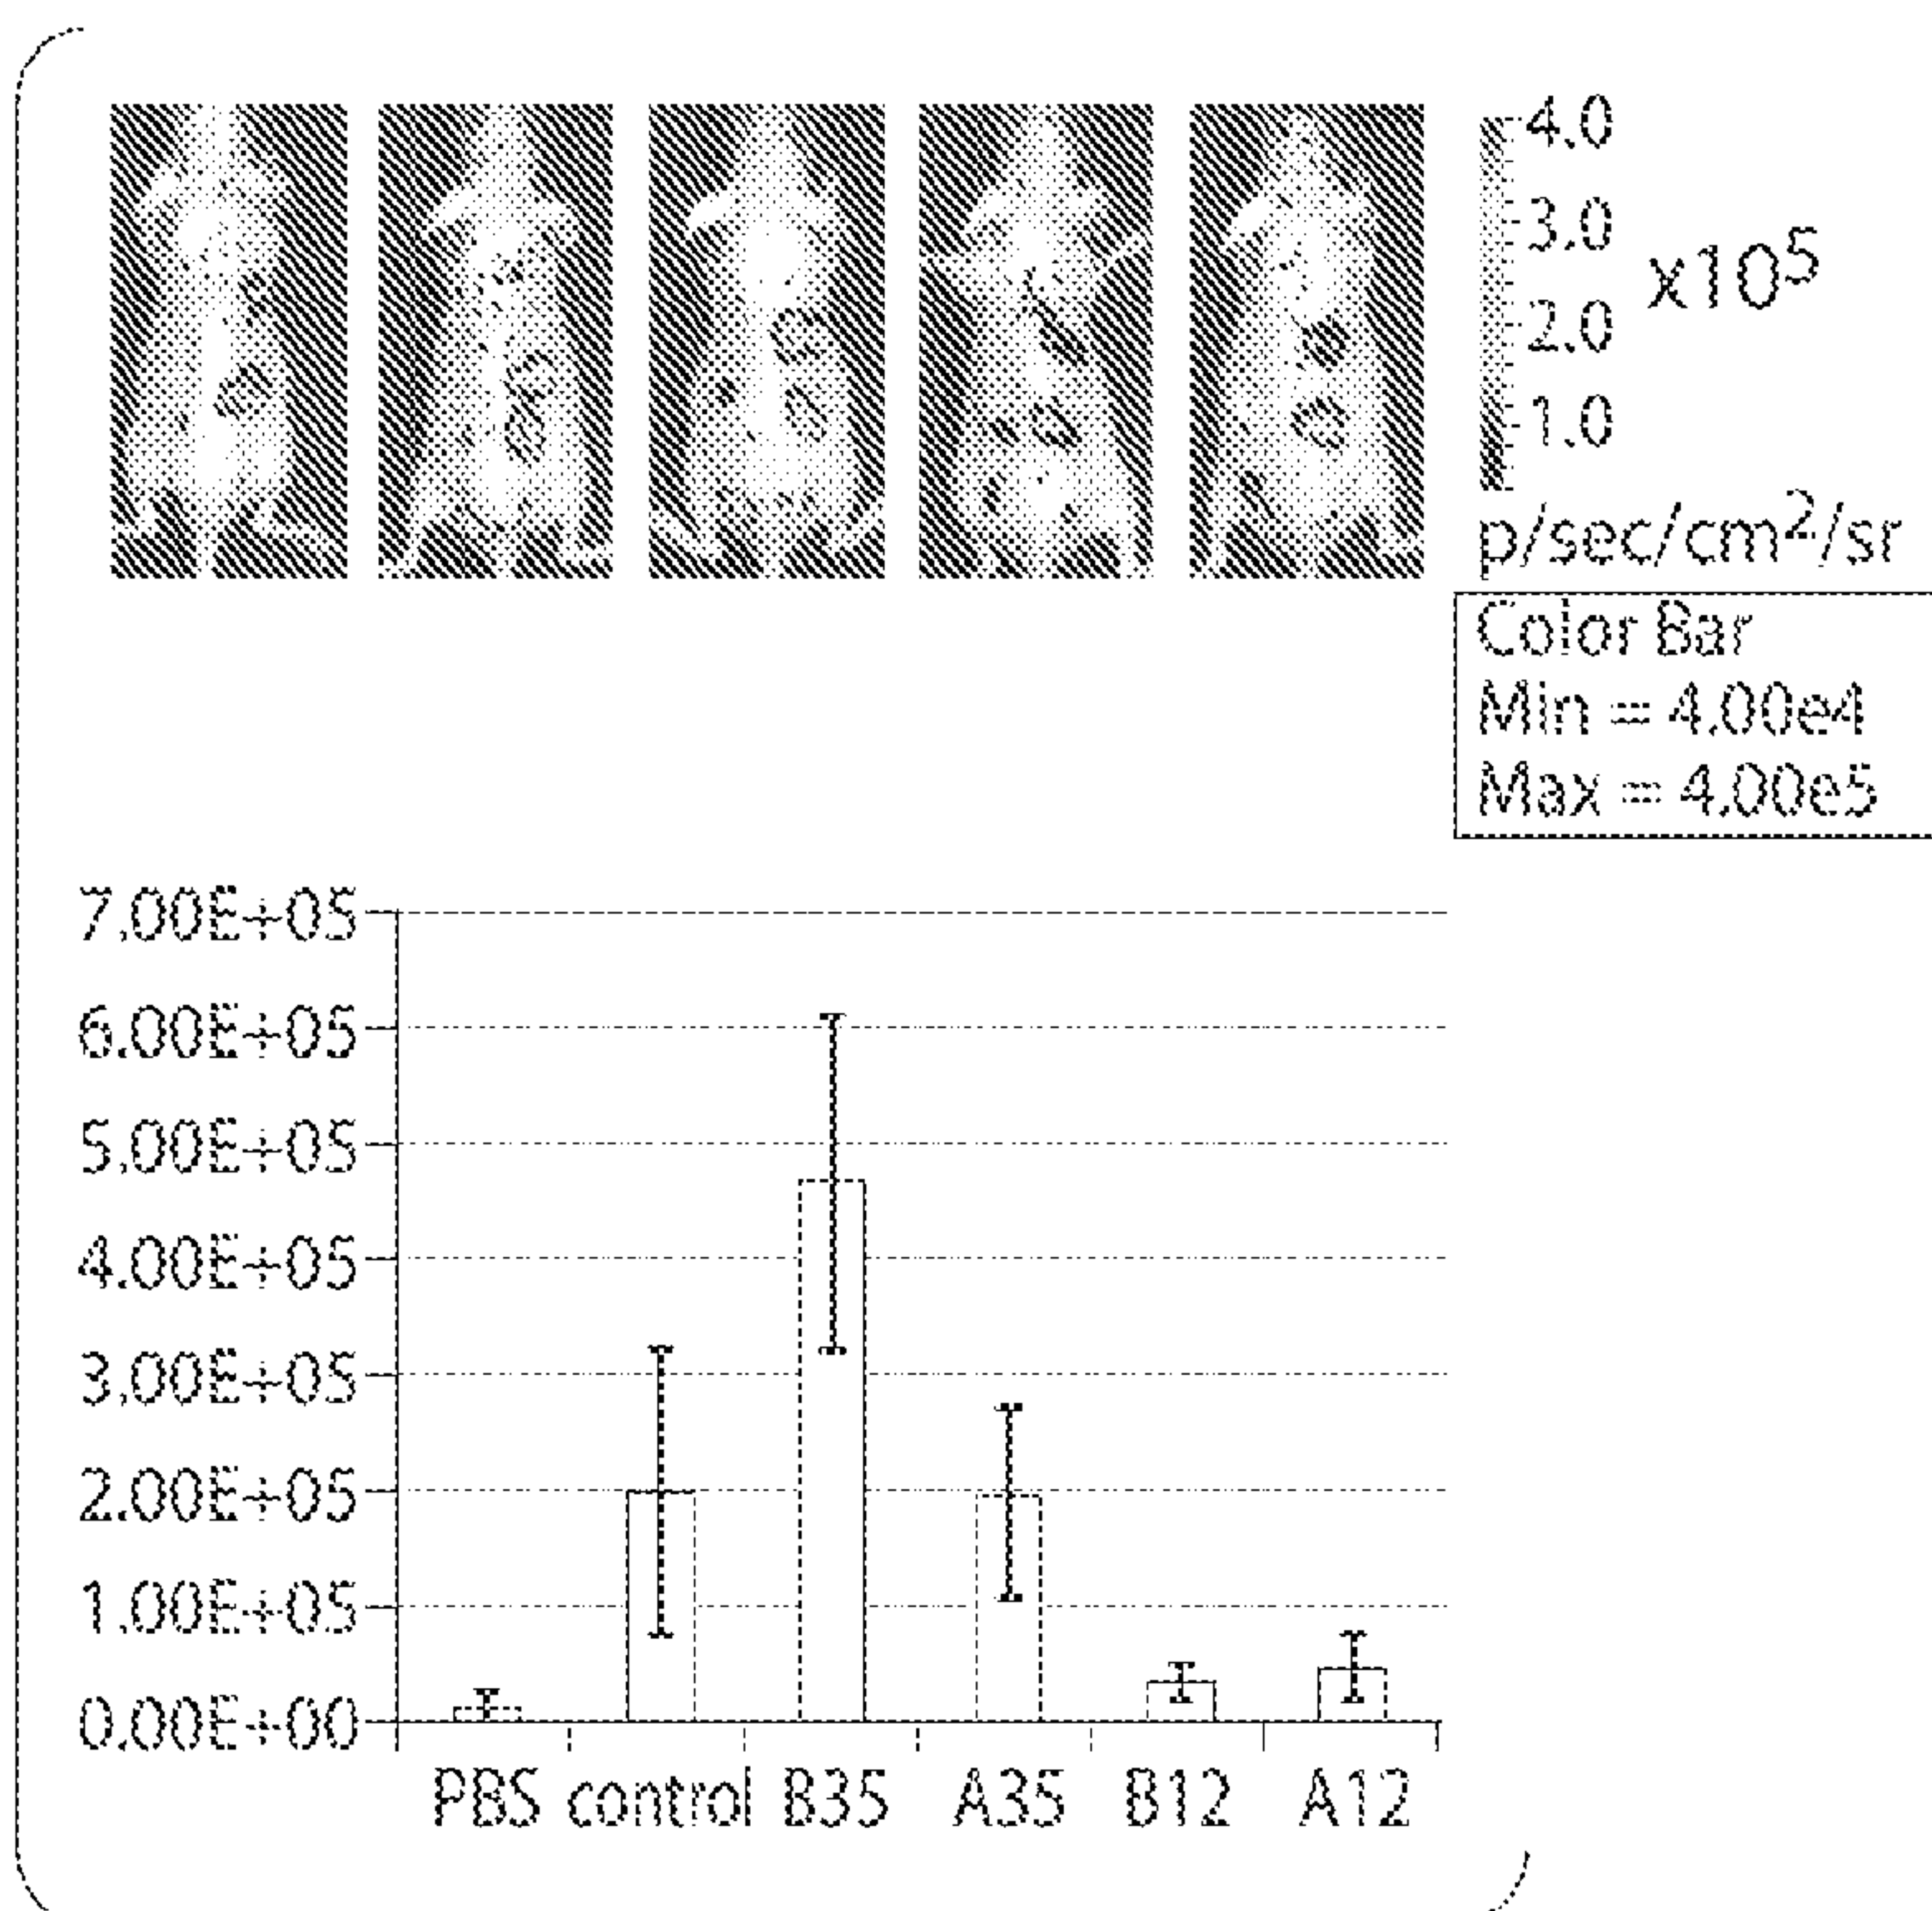 4.0
3.0
x10⁵
2.0
1.0
p/sec/cm²/sr
Color Bar
Min = 4.00e4
Max = 4.00e5
7.00E+05
6.00E+05
5.00E+05
4.00E+05
3.00E+05
2.00E+05
1.00E+05
0.00E+00
PBS control B35 A35 B12 A12